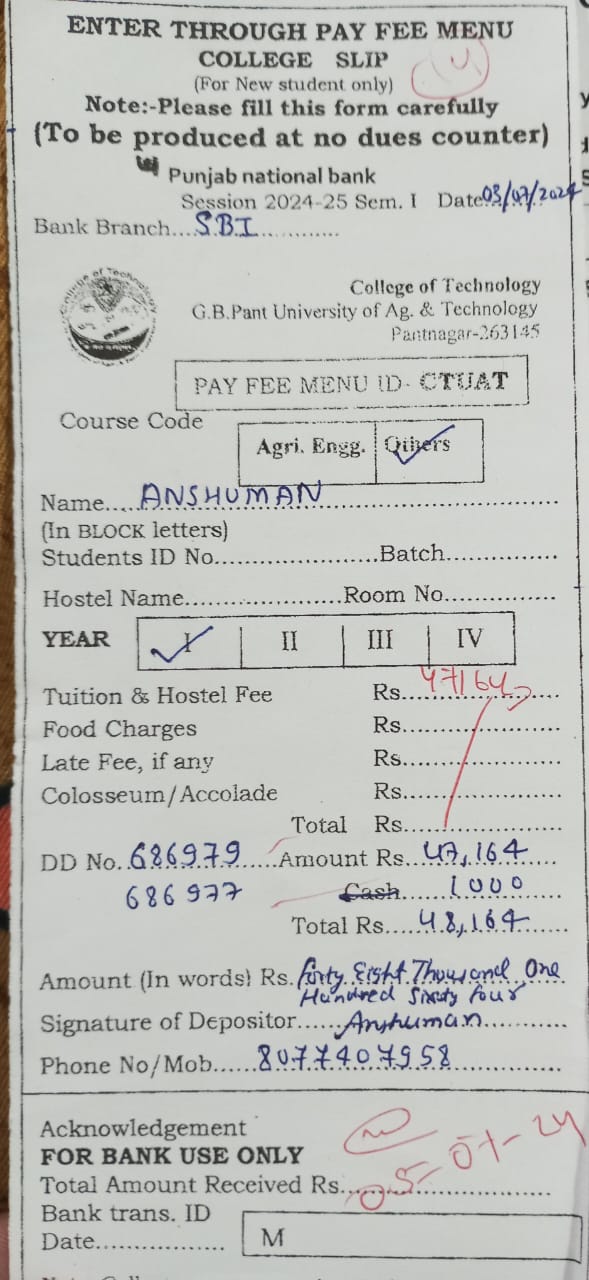 ENTER THROUGH PAY FEE MENU
COLLEGE SLIP
(For New student only)
Note:-Please fill this form carefully
(To be produced at no dues counter)
Punjab national bank
Session 2024-25 Sem. I Date 03/07/2024
Bank Branch...SBI............
College of Technology
G.B.Pant University of Ag. & Technology
Pantnagar-263145
PAY FEE MENU ID- CTUAT
Course Code
Agri. Engg. Others
Name.....ANSHUMAN..............................
(In BLOCK letters)
Students ID No.....................Batch..............
Hostel Name....................Room No..............
YEAR I II III IV
Tuition & Hostel Fee Rs...47164...
Food Charges Rs....................
Late Fee, if any Rs....................
Colosseum/Accolade Rs....................
Total Rs....................
DD No. 686979 ....Amount Rs...47,164
686977 Cash 1000
Total Rs.....48,164
Amount (In words) Rs. forty Eight Thousand One
Hundred Sixty four
Signature of Depositor......Anshuman............
Phone No/Mob......8077407958...............
Acknowledgement
FOR BANK USE ONLY
Total Amount Received Rs......................
05-07-24
Bank trans. ID
Date................. M